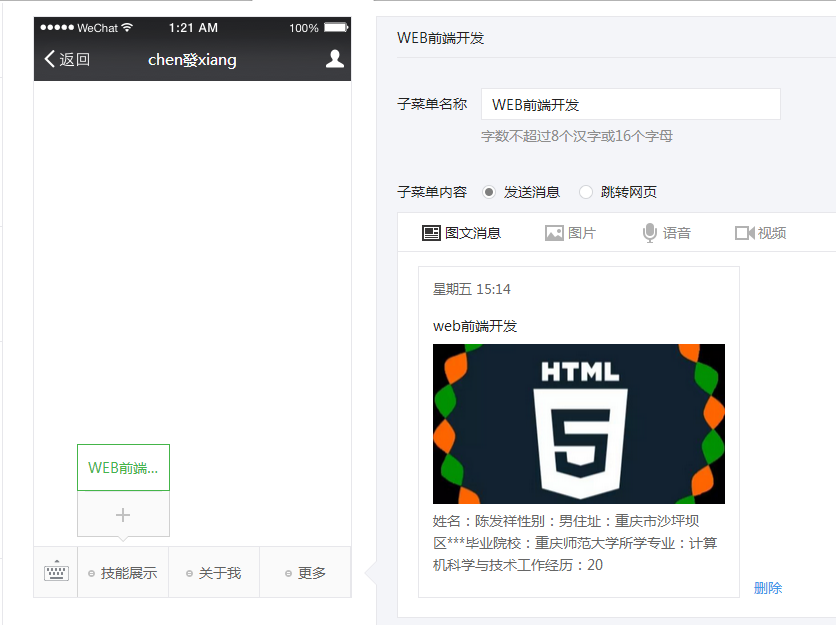 WeChat 1:21 AM 100%
返回 chen發xiang
WEB前端...
+
技能展示 关于我 更多
WEB前端开发
子菜单名称 WEB前端开发
字数不超过8个汉字或16个字母
子菜单内容 发送消息 跳转网页
图文消息 图片 语音 视频
星期五 15:14
web前端开发
HTML
5
姓名：陈发祥性别：男住址：重庆市沙坪坝
区***毕业院校：重庆师范大学所学专业：计算
机科学与技术工作经历：20
删除